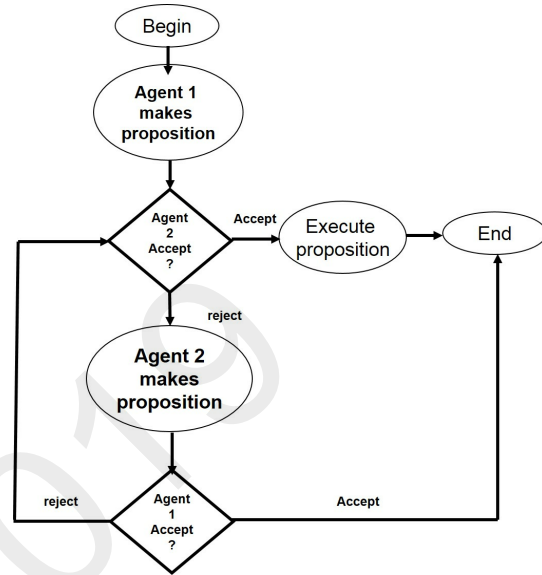 Begin
Agent 1
makes
proposition
Agent
2
Accept
?
Accept
Execute
proposition
End
reject
Agent 2
makes
proposition
reject
Agent
1
Accept
?
Accept
019